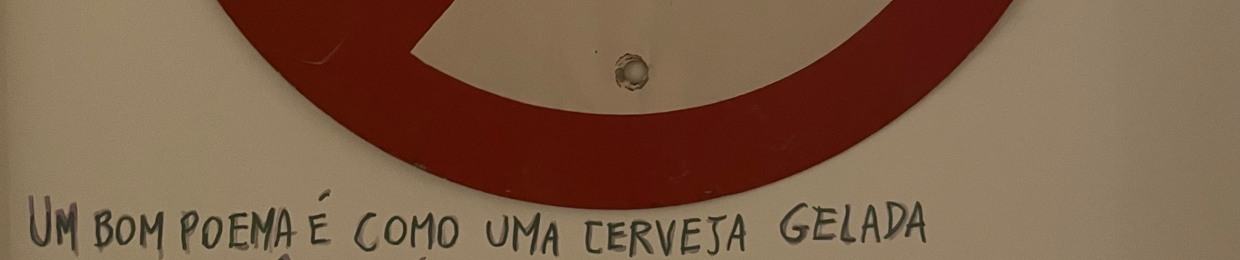 UM BOM POEMA É COMO UMA CERVEJA GELADA